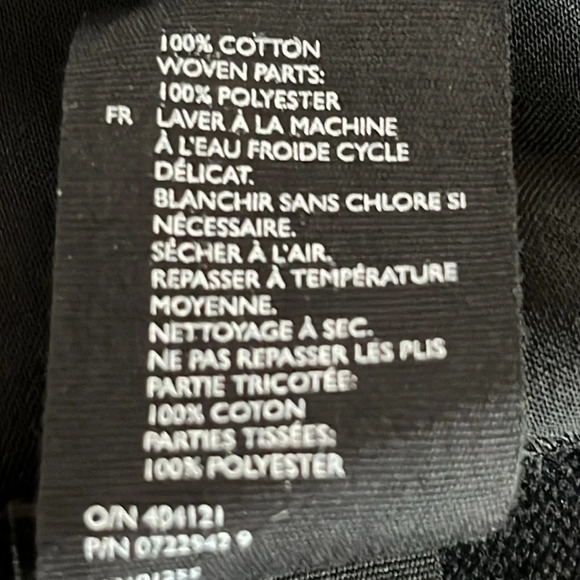 100% COTTON
WOVEN PARTS:
100% POLYESTER
FR LAVER À LA MACHINE
À L'EAU FROIDE CYCLE
DÉLICAT.
BLANCHIR SANS CHLORE SI
NÉCESSAIRE.
SÉCHER À L'AIR.
REPASSER À TEMPÉRATURE
MOYENNE.
NETTOYAGE À SEC.
NE PAS REPASSER LES PLIS
PARTIE TRICOTÉE:
100% COTON
PARTIES TISSÉES:
100% POLYESTER
O/N 401121
P/N 0722942 9